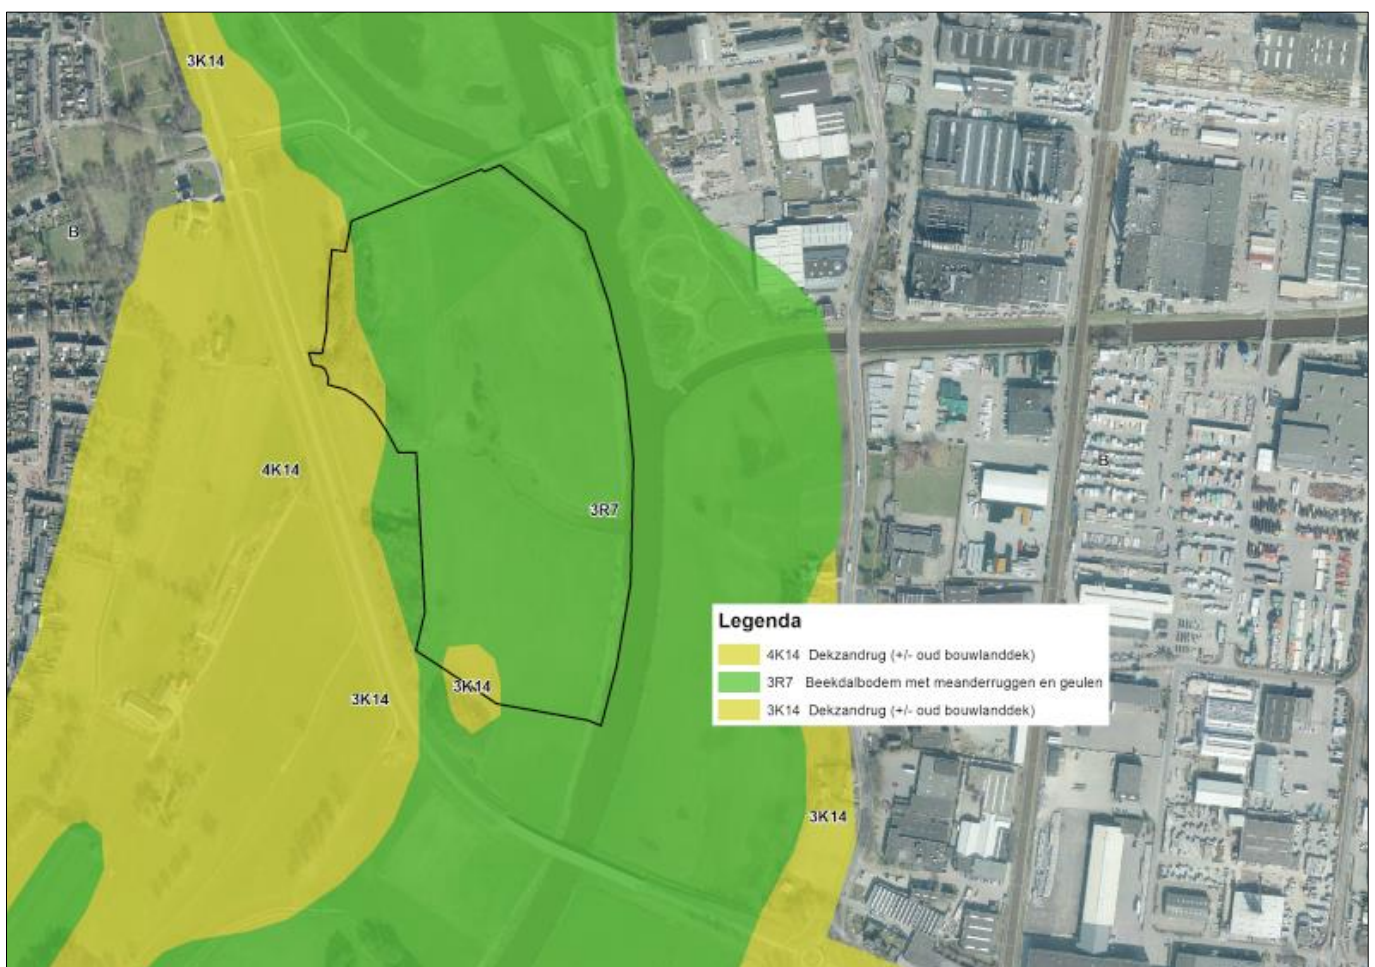 3K14
B
4K14
B
3R7
3K14
3K14
3K14
Legenda
4K14 Dekzandrug (+/- oud bouwlanddek)
3R7 Beekdalbodem met meanderruggen en geulen
3K14 Dekzandrug (+/- oud bouwlanddek)